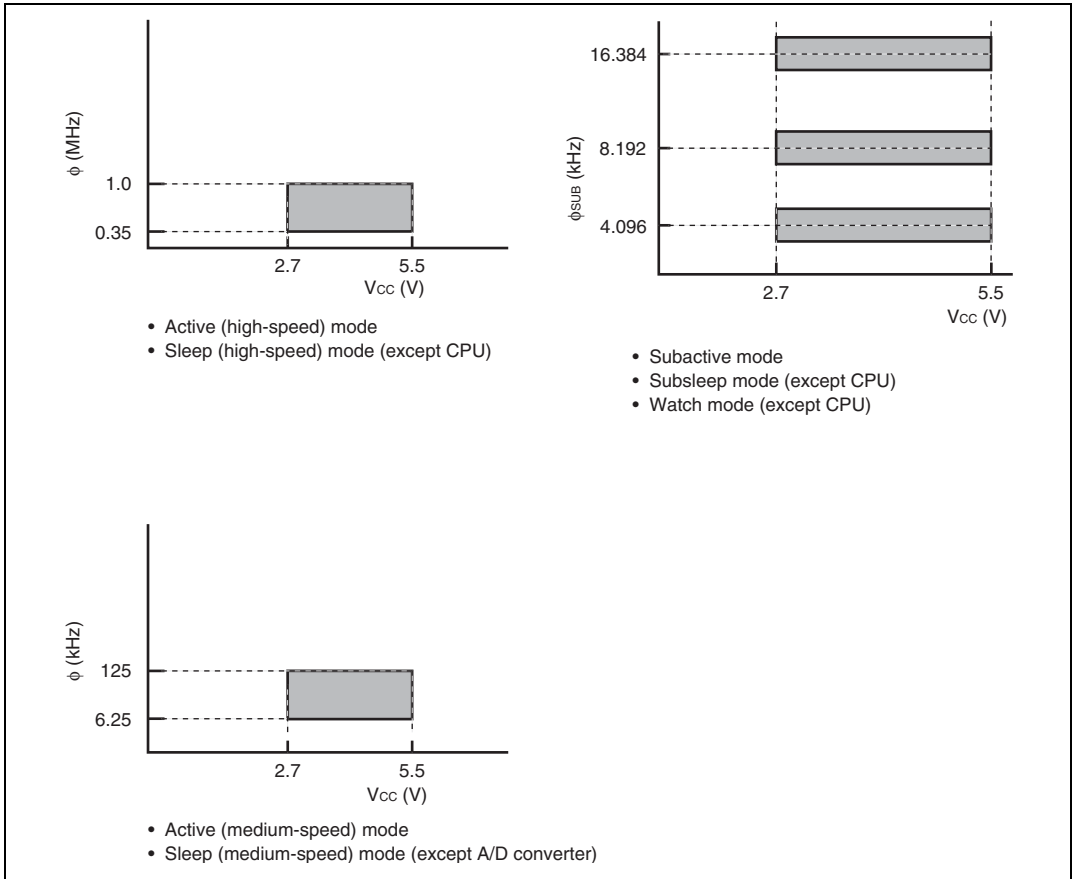 φ (MHz)
1.0
0.35
2.7
5.5
Vcc (V)
• Active (high-speed) mode
• Sleep (high-speed) mode (except CPU)
φSUB (kHz)
16.384
8.192
4.096
2.7
5.5
Vcc (V)
• Subactive mode
• Subsleep mode (except CPU)
• Watch mode (except CPU)
φ (kHz)
125
6.25
2.7
5.5
Vcc (V)
• Active (medium-speed) mode
• Sleep (medium-speed) mode (except A/D converter)